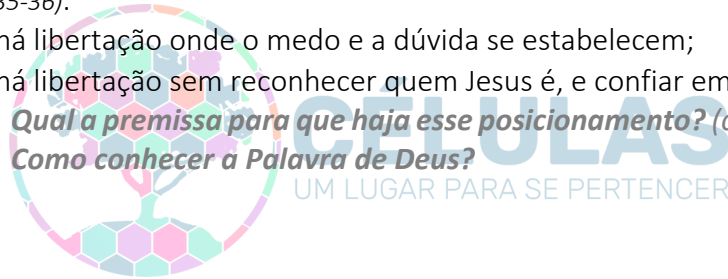 35-36).
há libertação onde o medo e a dúvida se estabelecem;
há libertação sem reconhecer quem Jesus é, e confiar em
Qual a premissa para que haja esse posicionamento? (
Como conhecer a Palavra de Deus?
CÉLULAS
UM LUGAR PARA SE PERTENCER